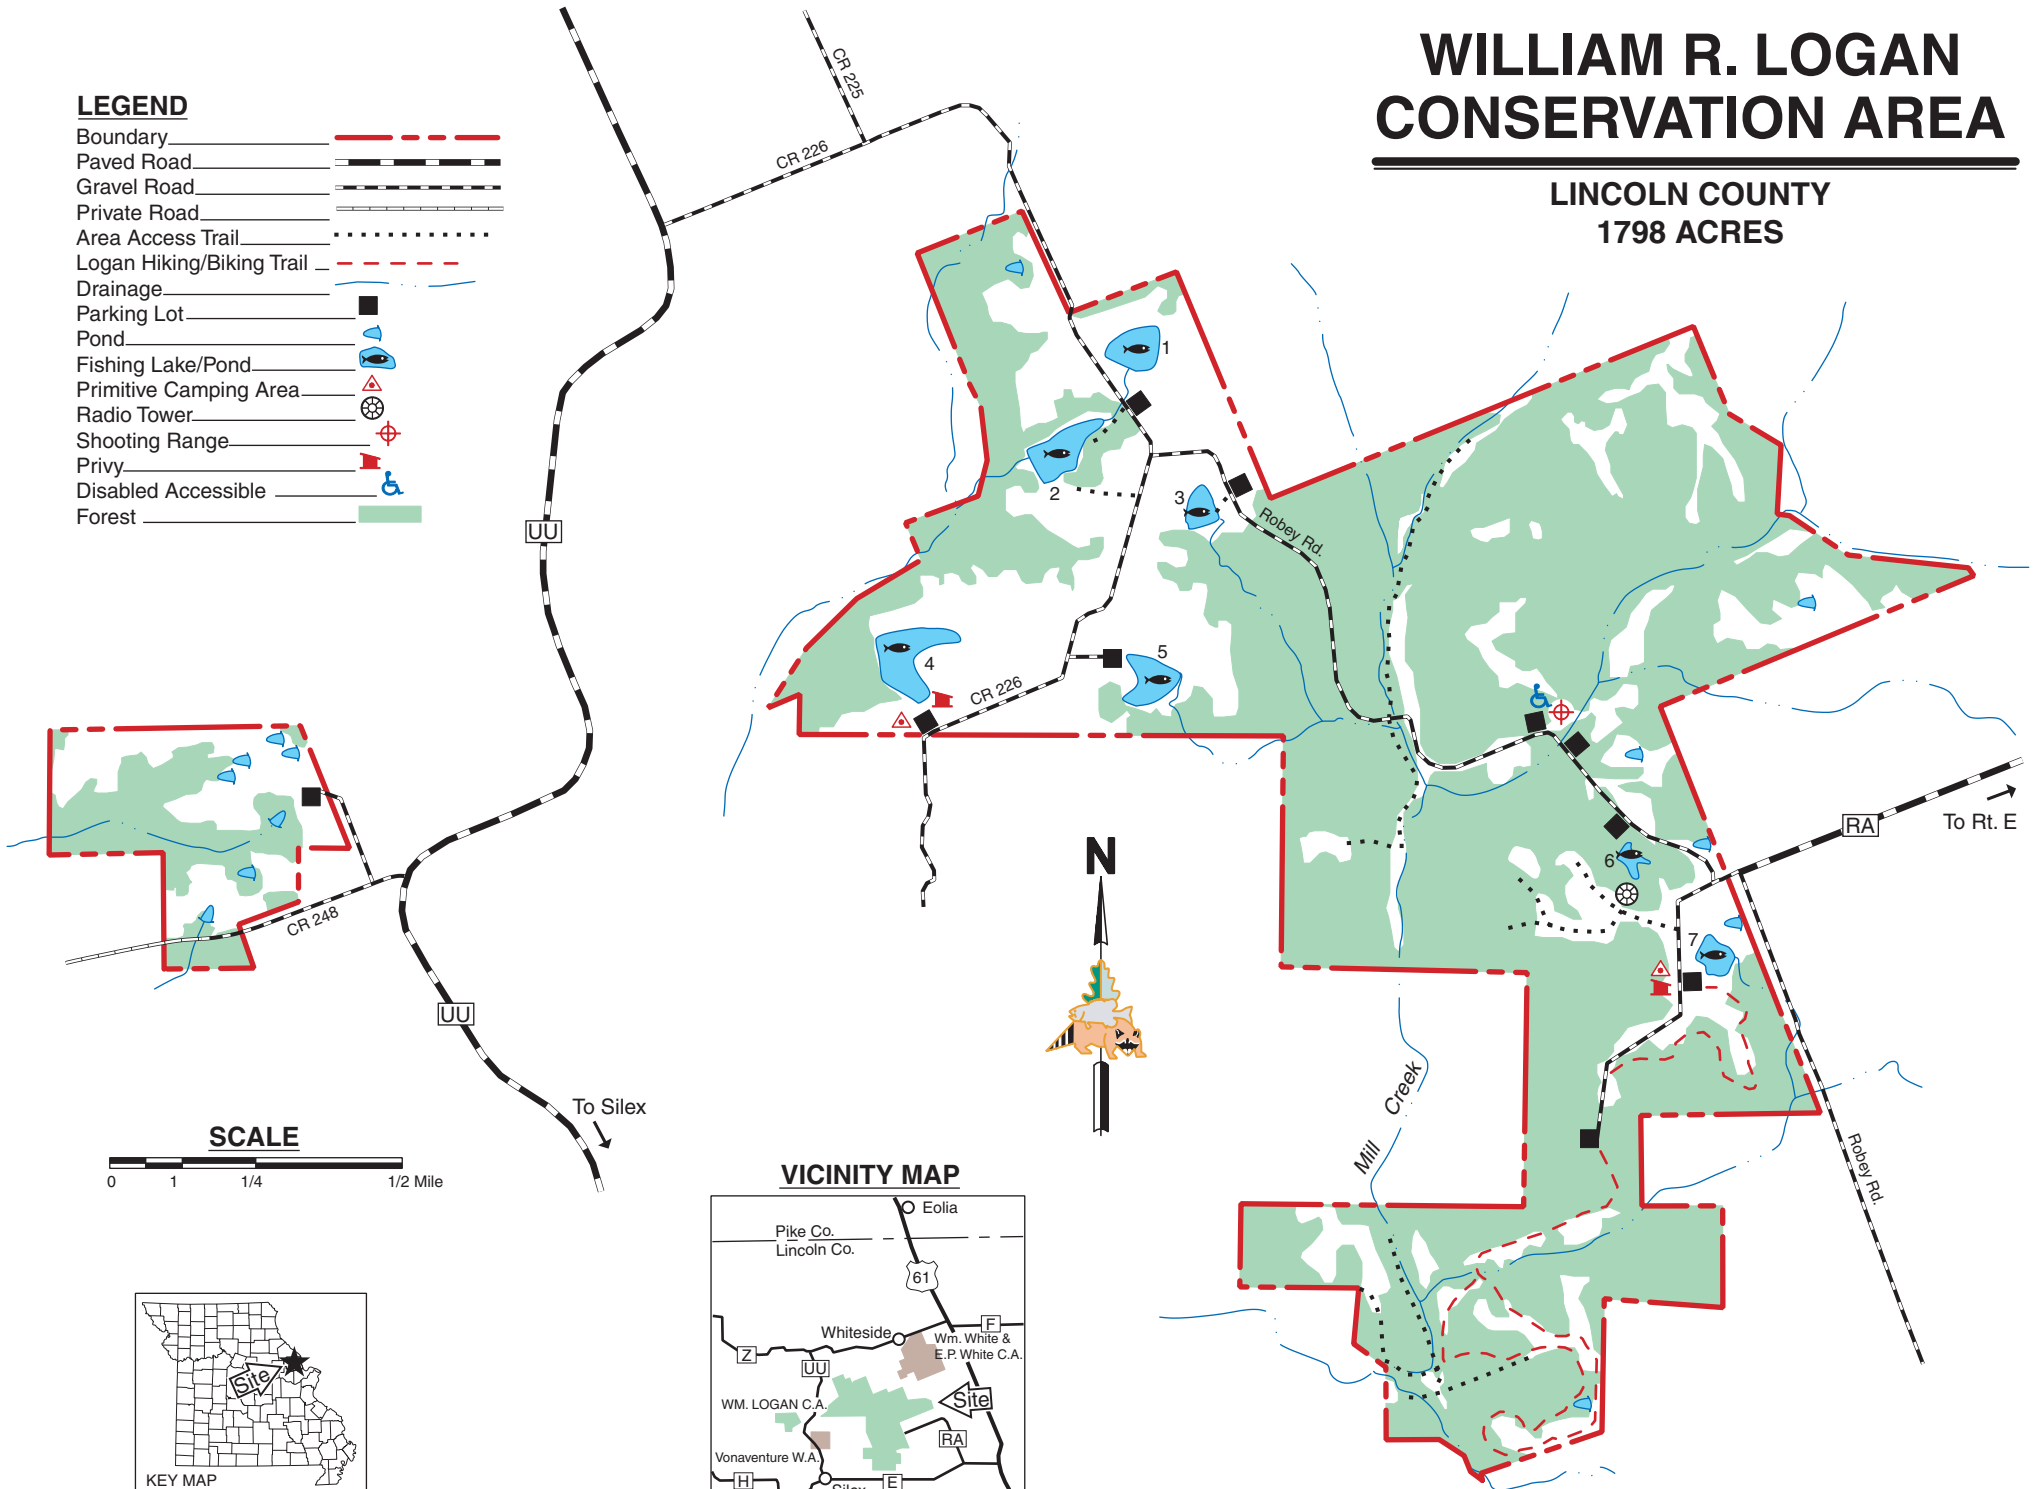 WILLIAM R. LOGAN
CONSERVATION AREA
LINCOLN COUNTY
1798 ACRES
LEGEND
Boundary
Paved Road
Gravel Road
Private Road
Area Access Trail
Logan Hiking/Biking Trail
Drainage
Parking Lot
Pond
Fishing Lake/Pond
Primitive Camping Area
Radio Tower
Shooting Range
Privy
Disabled Accessible
Forest
CR 225
CR 226
1
2
3
Robey Rd.
UU
4
5
CR 226
RA
To Rt. E
6
CR 248
7
N
UU
Mill Creek
To Silex
Robey Rd.
SCALE
0 1 1/4 1/2 Mile
VICINITY MAP
Eolia
Pike Co.
Lincoln Co.
61
F
Whiteside
Wm. White &
E.P. White C.A.
Z
UU
WM. LOGAN C.A.
Site
RA
Vonaventure W.A.
H
E
Silex
Site
KEY MAP